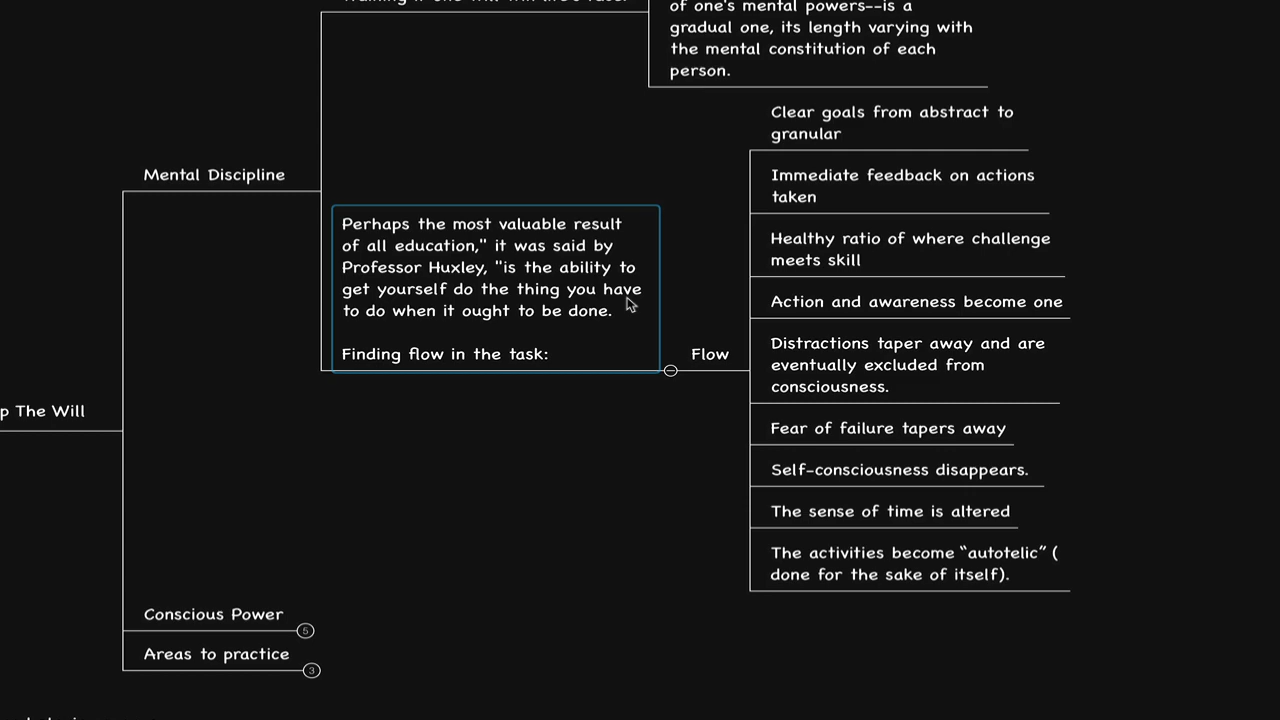 of one's mental powers--is a
gradual one, its length varying with
the mental constitution of each
person.
Clear goals from abstract to
granular
Mental Discipline
Immediate feedback on actions
taken
Perhaps the most valuable result
of all education," it was said by
Professor Huxley, "is the ability to
get yourself do the thing you have
to do when it ought to be done.
Finding flow in the task:
Flow
Healthy ratio of where challenge
meets skill
Action and awareness become one
Distractions taper away and are
eventually excluded from
consciousness.
Fear of failure tapers away
Self-consciousness disappears.
The sense of time is altered
The activities become “autotelic” (
done for the sake of itself).
p The Will
Conscious Power
5
Areas to practice
3